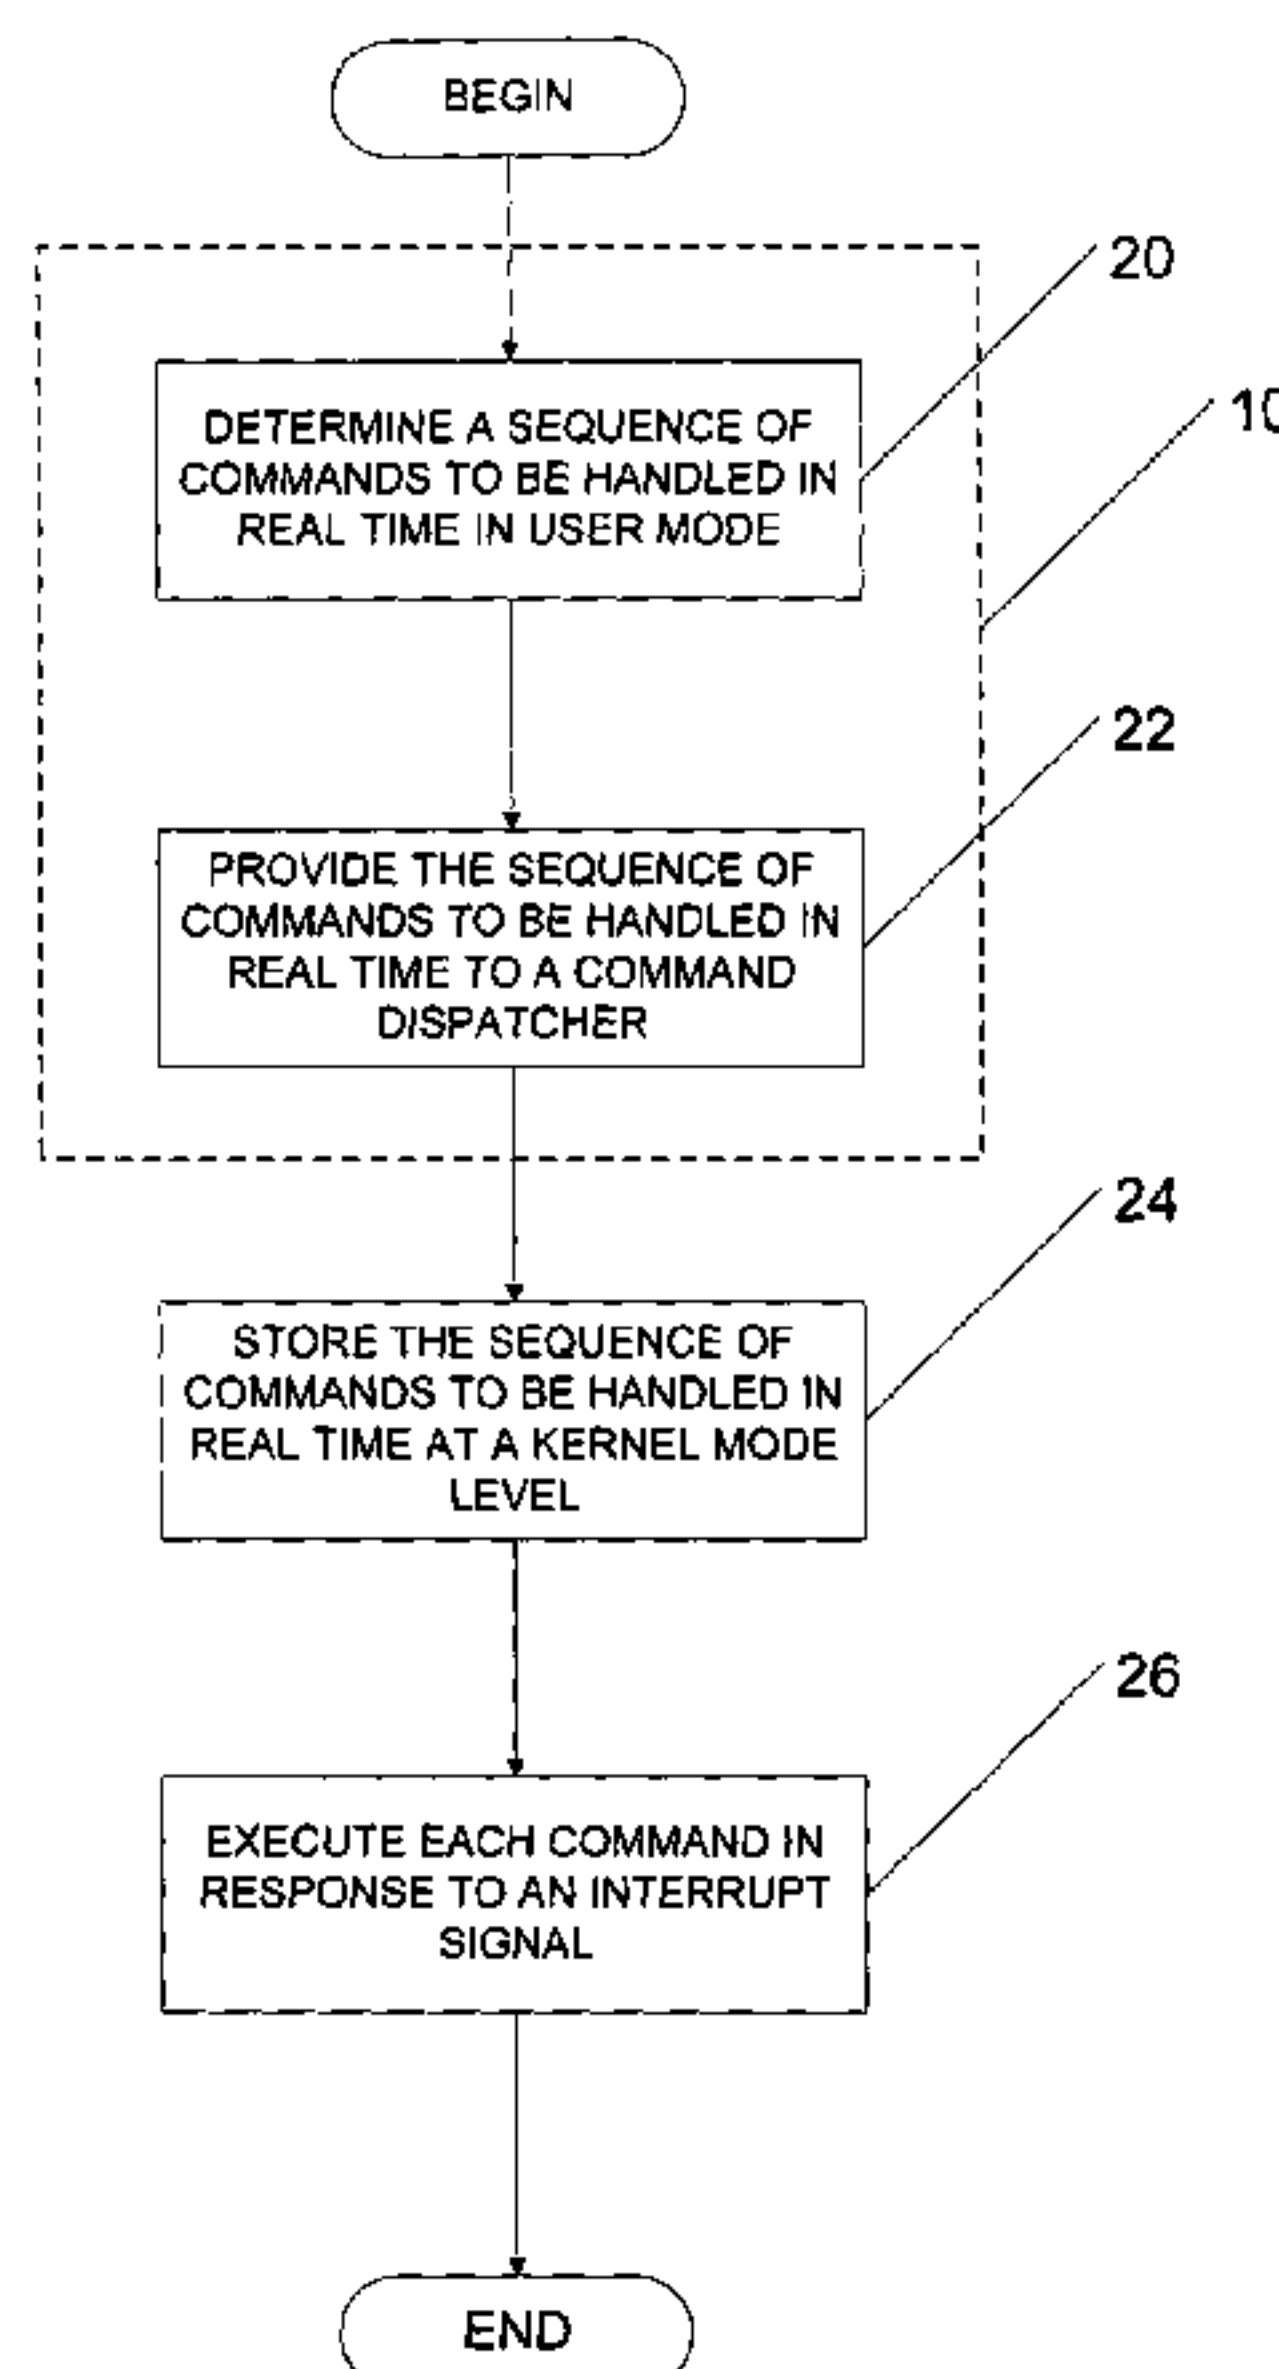 BEGIN
20
DETERMINE A SEQUENCE OF
COMMANDS TO BE HANDLED IN
REAL TIME IN USER MODE
10
22
PROVIDE THE SEQUENCE OF
COMMANDS TO BE HANDLED IN
REAL TIME TO A COMMAND
DISPATCHER
24
STORE THE SEQUENCE OF
COMMANDS TO BE HANDLED IN
REAL TIME AT A KERNEL MODE
LEVEL
26
EXECUTE EACH COMMAND IN
RESPONSE TO AN INTERRUPT
SIGNAL
END